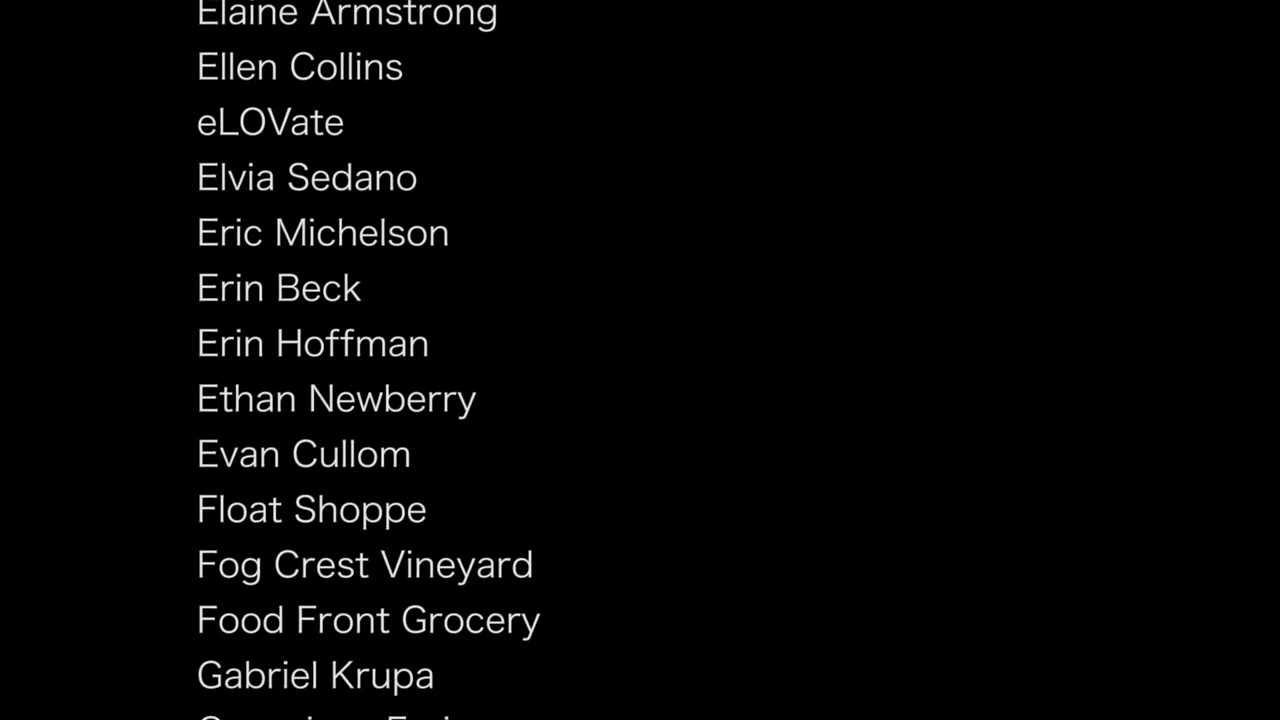 Elaine Armstrong
Ellen Collins
eLOVate
Elvia Sedano
Eric Michelson
Erin Beck
Erin Hoffman
Ethan Newberry
Evan Cullom
Float Shoppe
Fog Crest Vineyard
Food Front Grocery
Gabriel Krupa